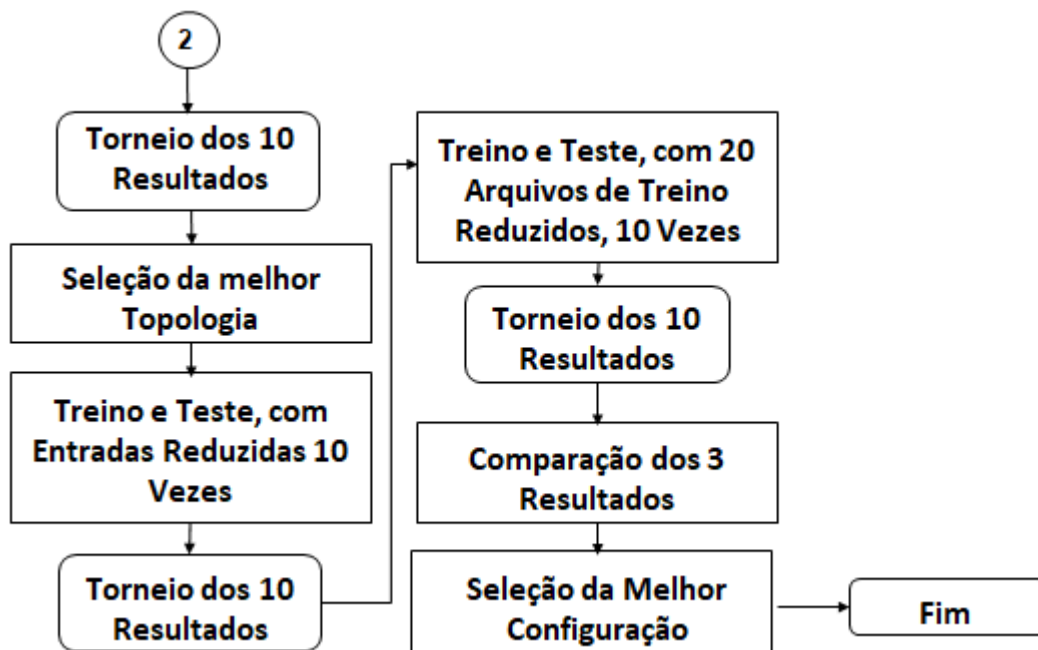 2
Torneio dos 10
Resultados
Seleção da melhor
Topologia
Treino e Teste, com
Entradas Reduzidas 10
Vezes
Torneio dos 10
Resultados
Treino e Teste, com 20
Arquivos de Treino
Reduzidos, 10 Vezes
Torneio dos 10
Resultados
Comparação dos 3
Resultados
Seleção da Melhor
Configuração
Fim